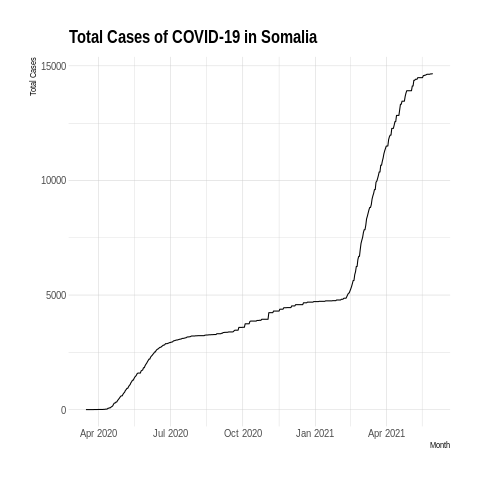 Total Cases of COVID-19 in Somalia
Total Cases
15000
10000
5000
0
Apr 2020 Jul 2020 Oct 2020 Jan 2021 Apr 2021
Month